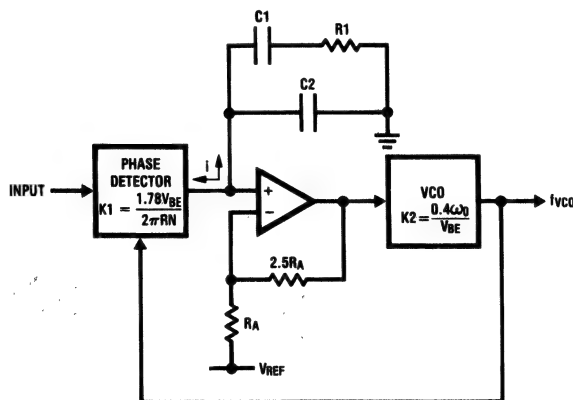 C1
R1
C2
PHASE
DETECTOR
K1 = 1.78VBE / 2πRN
INPUT
i
+
−
VCO
K2 = 0.4ω0 / VBE
fVCO
2.5RA
RA
VREF